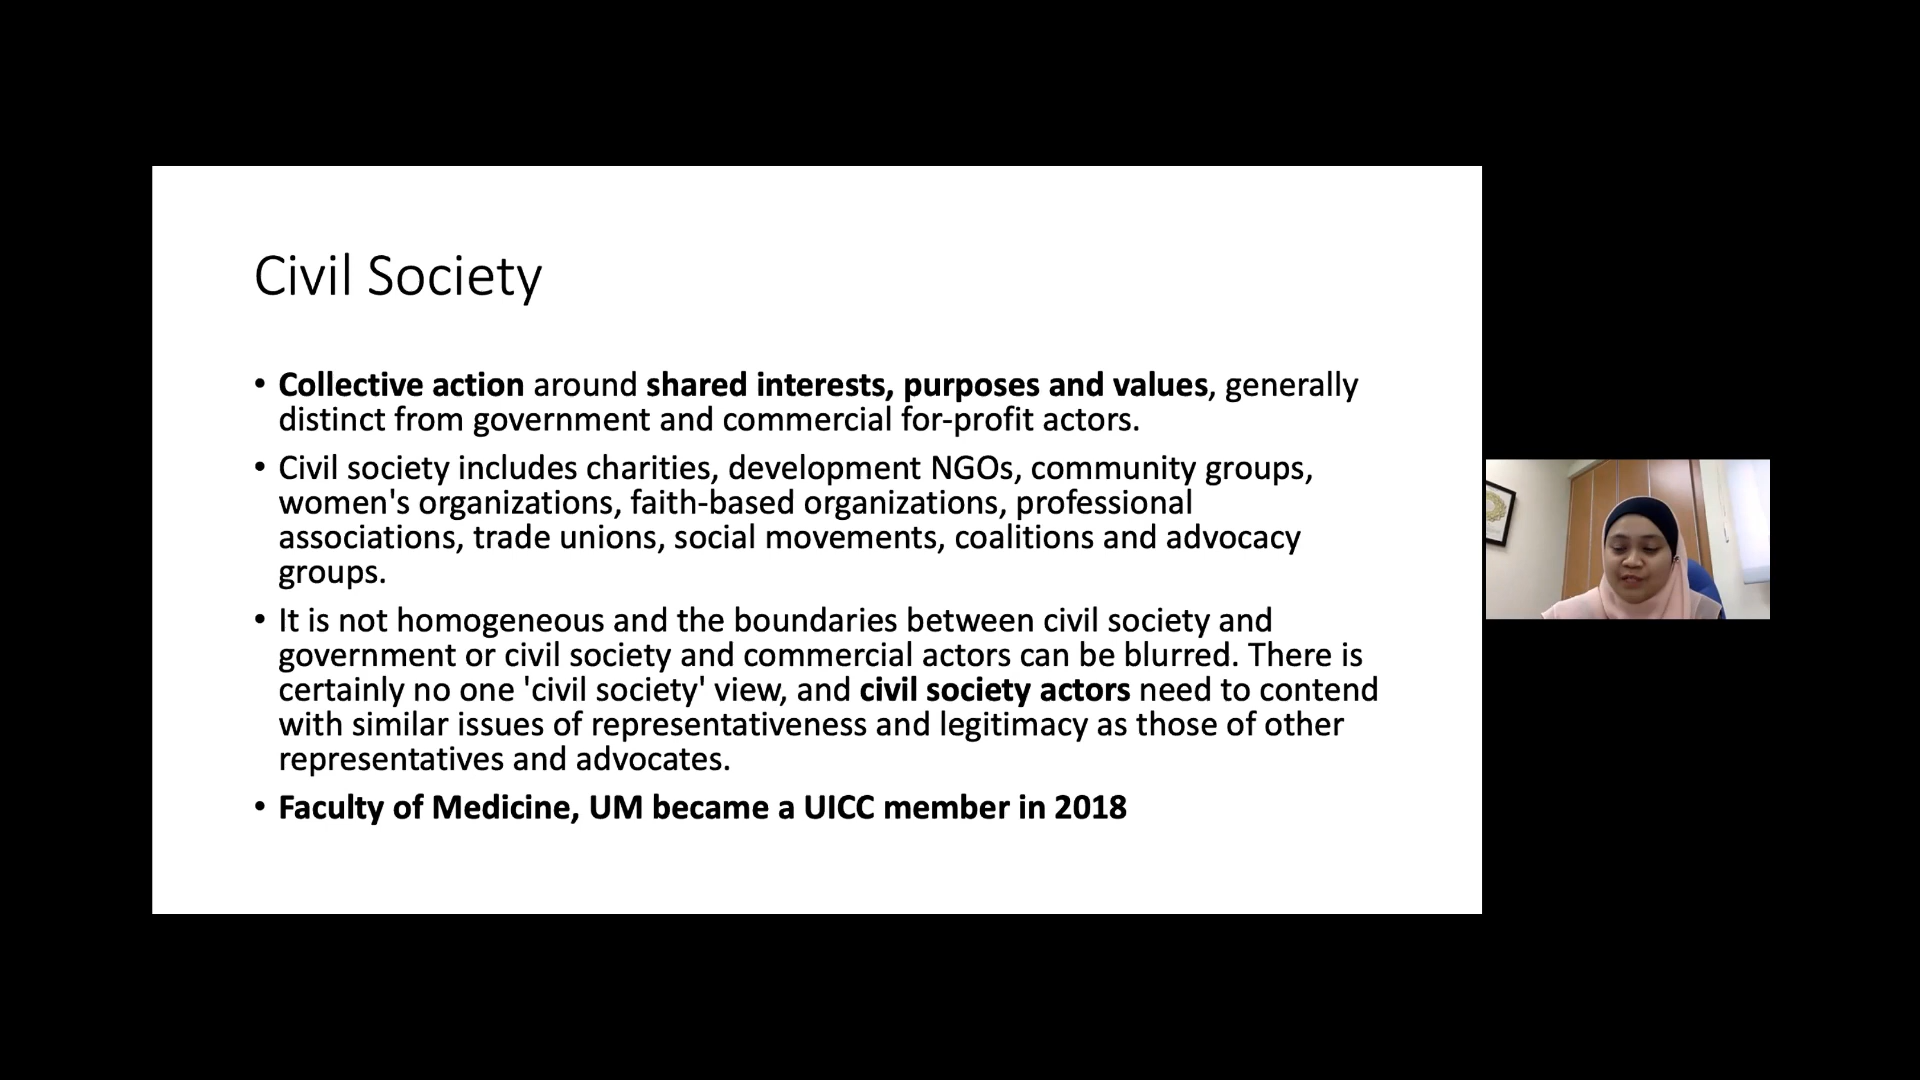 Civil Society
• Collective action around shared interests, purposes and values, generally
distinct from government and commercial for-profit actors.
• Civil society includes charities, development NGOs, community groups,
women's organizations, faith-based organizations, professional
associations, trade unions, social movements, coalitions and advocacy
groups.
• It is not homogeneous and the boundaries between civil society and
government or civil society and commercial actors can be blurred. There is
certainly no one 'civil society' view, and civil society actors need to contend
with similar issues of representativeness and legitimacy as those of other
representatives and advocates.
• Faculty of Medicine, UM became a UICC member in 2018